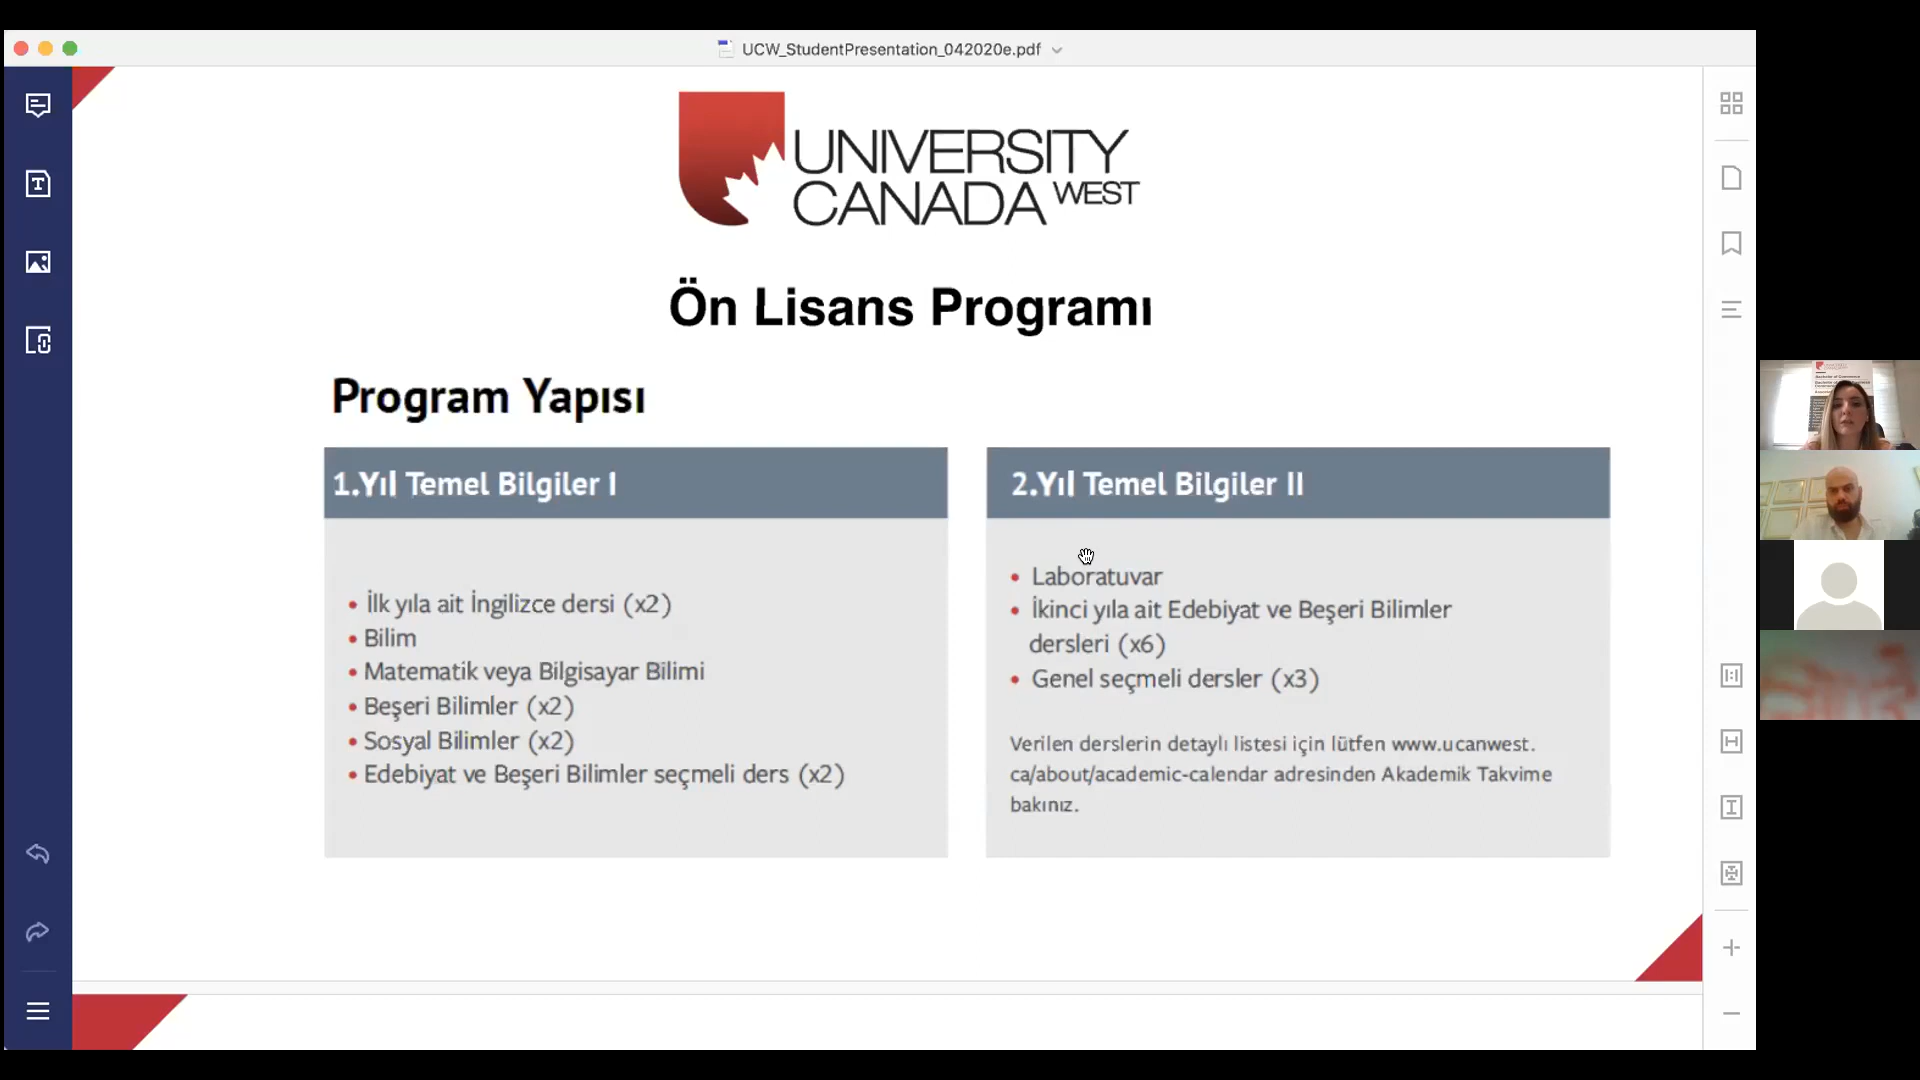 UCW_StudentPresentation_042020e.pdf
UNIVERSITY
CANADA WEST
Ön Lisans Programı
Program Yapısı
1.Yıl Temel Bilgiler I
• İlk yıla ait İngilizce dersi (x2)
• Bilim
• Matematik veya Bilgisayar Bilimi
• Beşeri Bilimler (x2)
• Sosyal Bilimler (x2)
• Edebiyat ve Beşeri Bilimler seçmeli ders (x2)
2.Yıl Temel Bilgiler II
• Laboratuvar
• İkinci yıla ait Edebiyat ve Beşeri Bilimler
dersleri (x6)
• Genel seçmeli dersler (x3)
Verilen derslerin detaylı listesi için lütfen www.ucanwest.
ca/about/academic-calendar adresinden Akademik Takvime
bakınız.